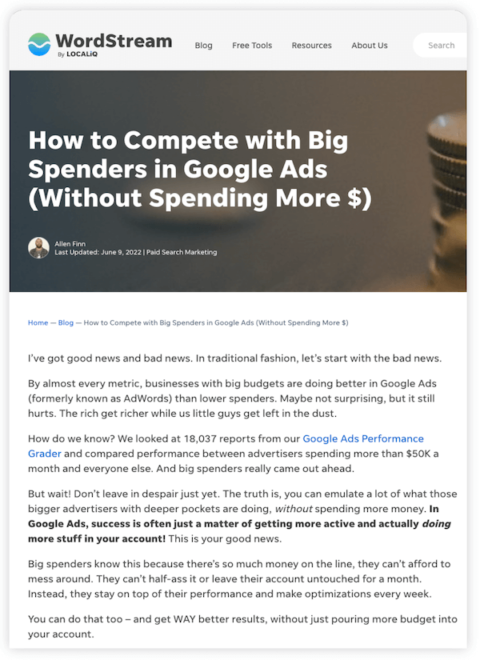 WordStream
By LOCALiQ
Blog
Free Tools
Resources
About Us
Search
How to Compete with Big
Spenders in Google Ads
(Without Spending More $)
Allen Finn
Last Updated: June 9, 2022 | Paid Search Marketing
Home — Blog — How to Compete with Big Spenders in Google Ads (Without Spending More $)
I've got good news and bad news. In traditional fashion, let's start with the bad news.
By almost every metric, businesses with big budgets are doing better in Google Ads
(formerly known as AdWords) than lower spenders. Maybe not surprising, but it still
hurts. The rich get richer while us little guys get left in the dust.
How do we know? We looked at 18,037 reports from our Google Ads Performance
Grader and compared performance between advertisers spending more than $50K a
month and everyone else. And big spenders really came out ahead.
But wait! Don't leave in despair just yet. The truth is, you can emulate a lot of what those
bigger advertisers with deeper pockets are doing, without spending more money. In
Google Ads, success is often just a matter of getting more active and actually doing
more stuff in your account! This is your good news.
Big spenders know this because there's so much money on the line, they can't afford to
mess around. They can't half-ass it or leave their account untouched for a month.
Instead, they stay on top of their performance and make optimizations every week.
You can do that too – and get WAY better results, without just pouring more budget into
your account.